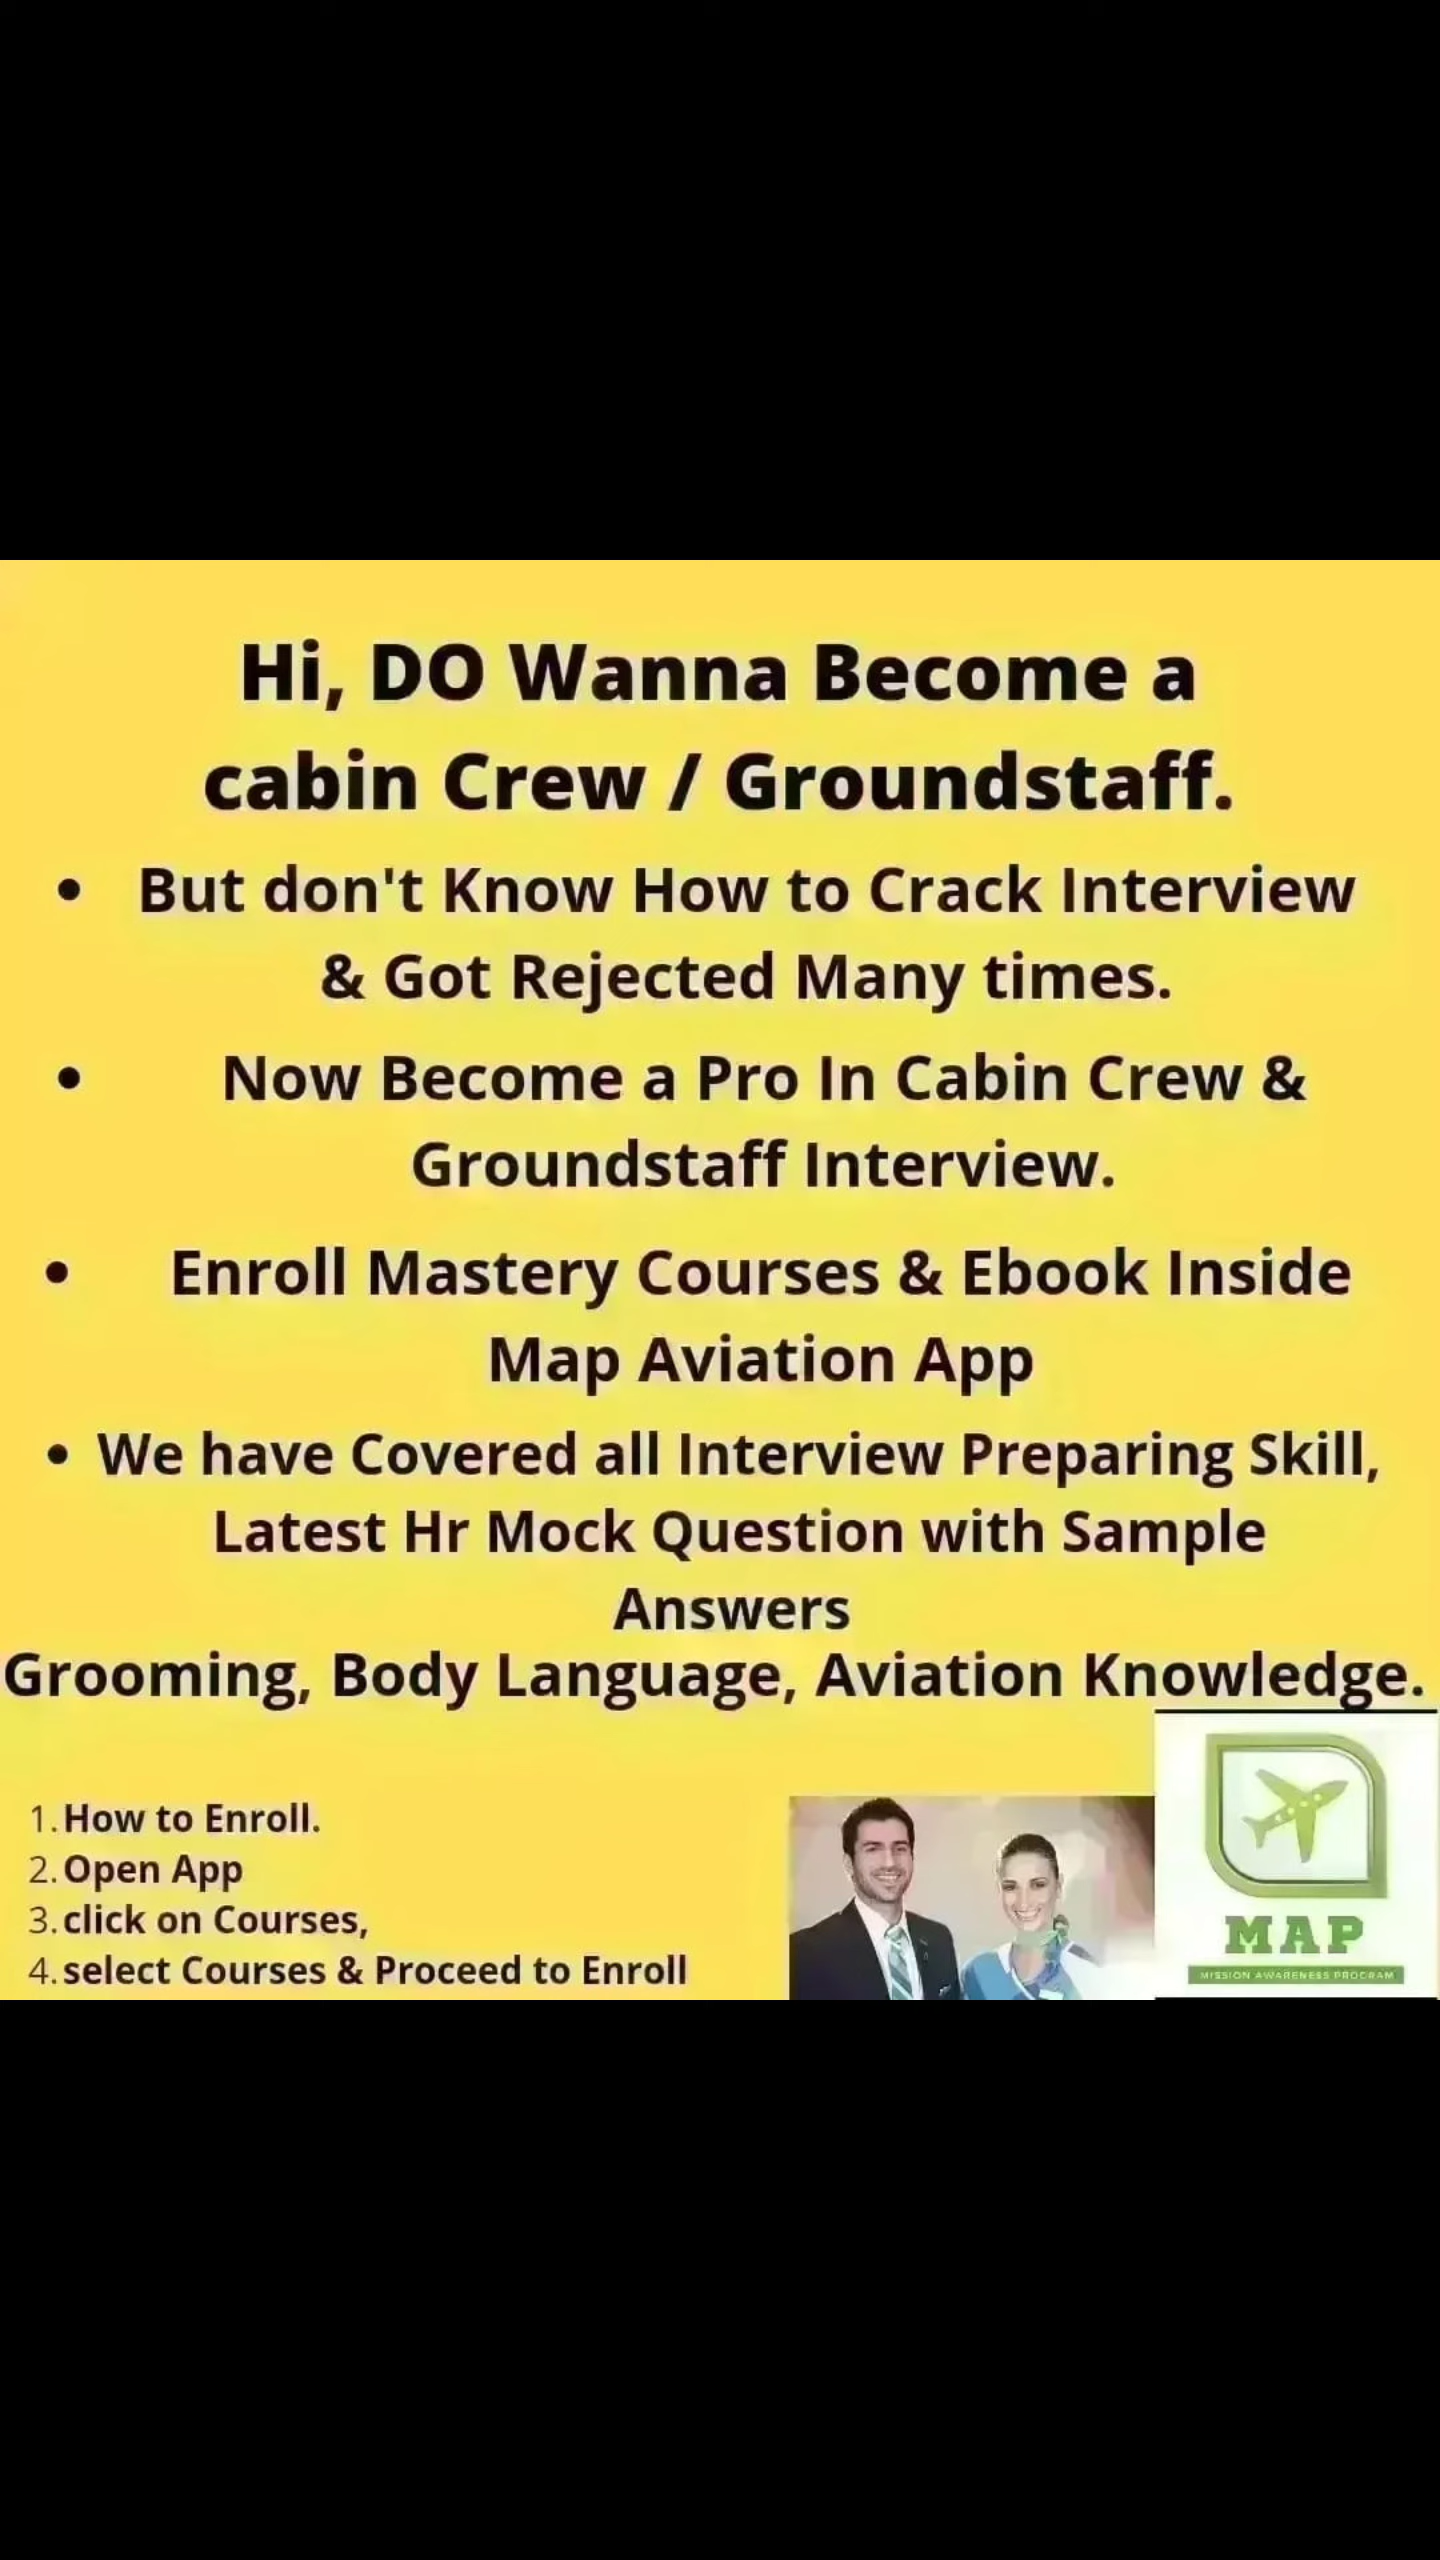 Hi, DO Wanna Become a
cabin Crew / Groundstaff.
• But don't Know How to Crack Interview
& Got Rejected Many times.
• Now Become a Pro In Cabin Crew &
Groundstaff Interview.
• Enroll Mastery Courses & Ebook Inside
Map Aviation App
• We have Covered all Interview Preparing Skill,
Latest Hr Mock Question with Sample
Answers
Grooming, Body Language, Aviation Knowledge.
1. How to Enroll.
2. Open App
3. click on Courses,
4. select Courses & Proceed to Enroll
MAP
MISSION AWARENESS PROGRAM